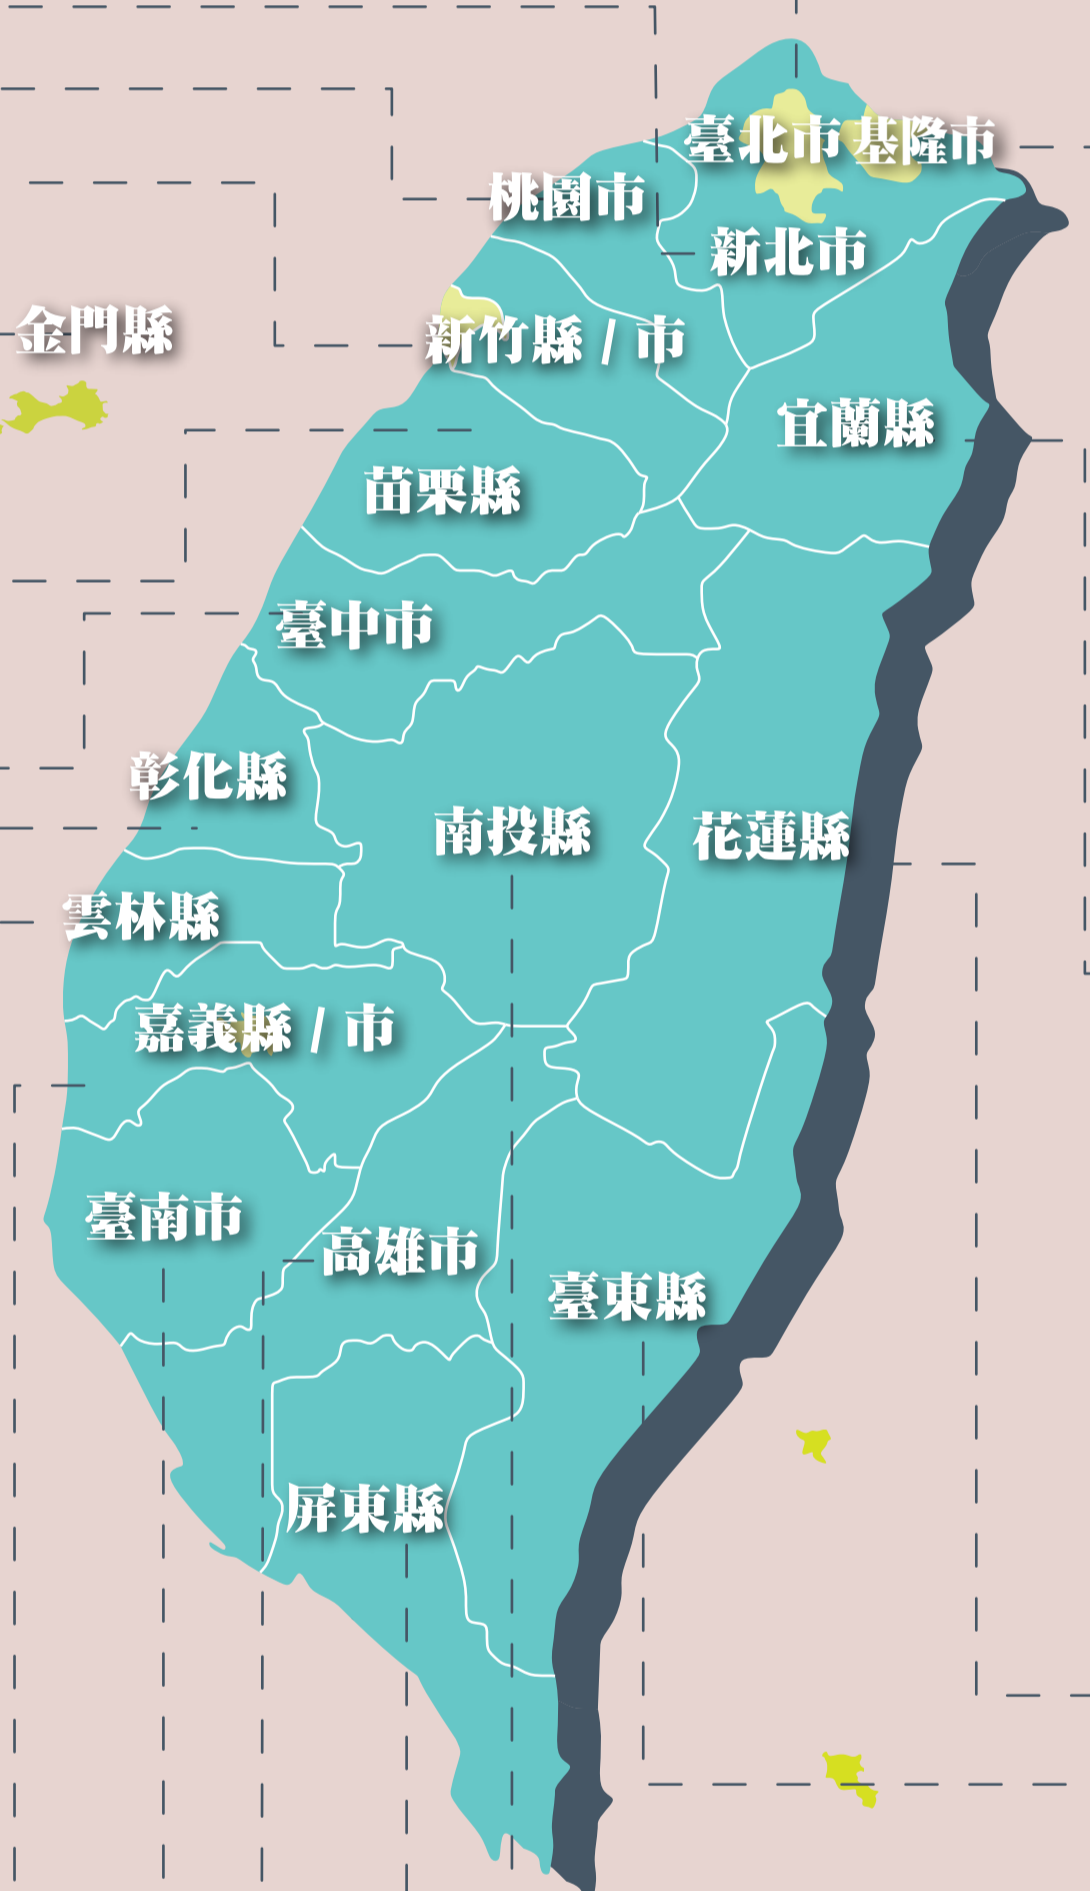 臺北市
基隆市
桃園市
新北市
金門縣
新竹縣 / 市
宜蘭縣
苗栗縣
臺中市
彰化縣
南投縣
花蓮縣
雲林縣
嘉義縣 / 市
臺南市
高雄市
臺東縣
屏東縣